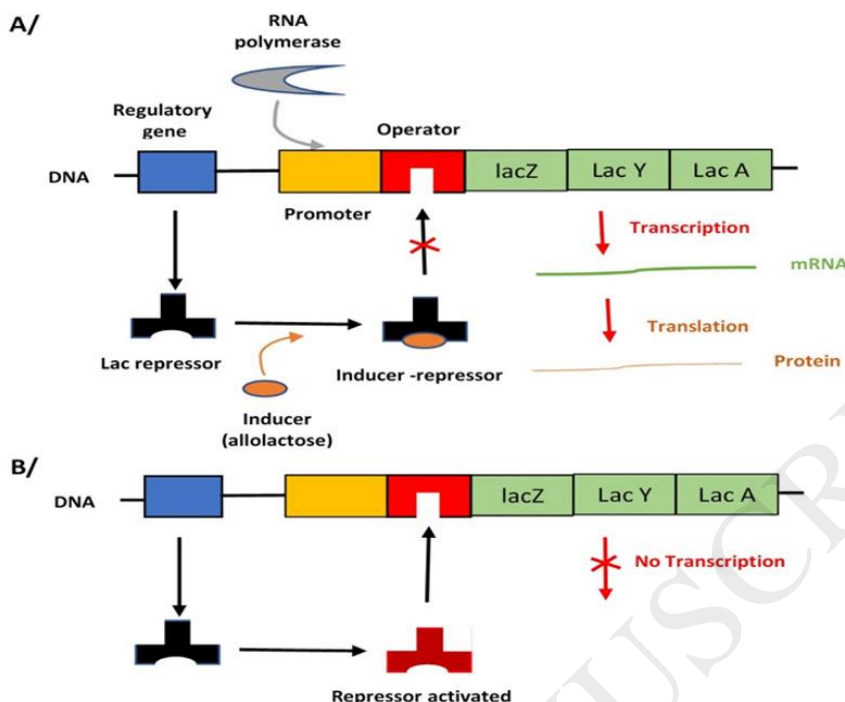 A/
RNA
polymerase
Regulatory
gene
Operator
DNA
lacZ
Lac Y
Lac A
Promoter
Transcription
mRNA
Translation
Protein
Lac repressor
Inducer -repressor
Inducer
(allolactose)
B/
DNA
lacZ
Lac Y
Lac A
No Transcription
Repressor activated